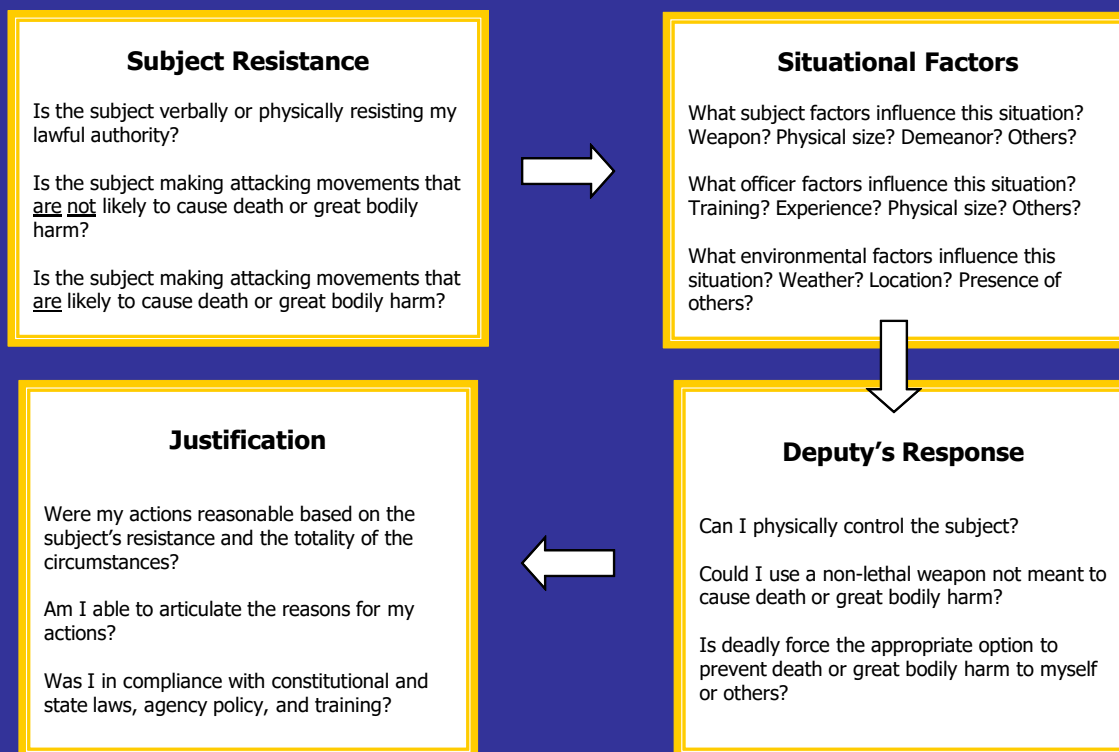 Subject Resistance
Is the subject verbally or physically resisting my
lawful authority?
Is the subject making attacking movements that
are not likely to cause death or great bodily
harm?
Is the subject making attacking movements that
are likely to cause death or great bodily harm?
Situational Factors
What subject factors influence this situation?
Weapon? Physical size? Demeanor? Others?
What officer factors influence this situation?
Training? Experience? Physical size? Others?
What environmental factors influence this
situation? Weather? Location? Presence of
others?
Deputy’s Response
Can I physically control the subject?
Could I use a non-lethal weapon not meant to
cause death or great bodily harm?
Is deadly force the appropriate option to
prevent death or great bodily harm to myself
or others?
Justification
Were my actions reasonable based on the
subject’s resistance and the totality of the
circumstances?
Am I able to articulate the reasons for my
actions?
Was I in compliance with constitutional and
state laws, agency policy, and training?